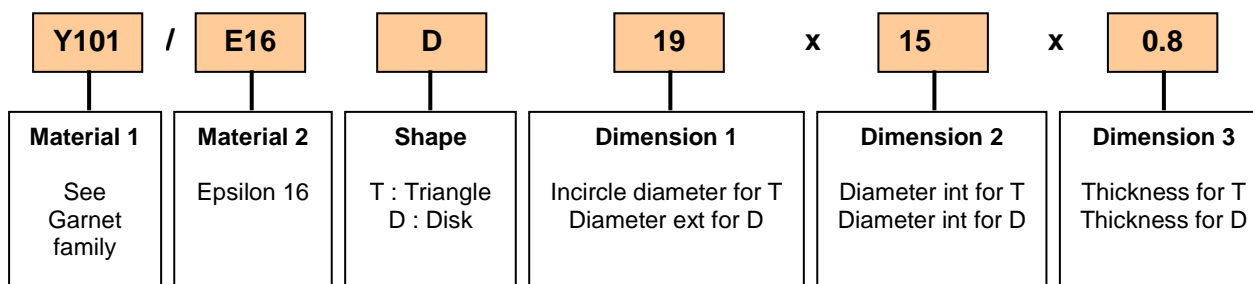 Y101 / E16 D 19 x 15 x 0.8
Material 1
See
Garnet
family
Material 2
Epsilon 16
Shape
T : Triangle
D : Disk
Dimension 1
Incircle diameter for T
Diameter ext for D
Dimension 2
Diameter int for T
Diameter int for D
Dimension 3
Thickness for T
Thickness for D